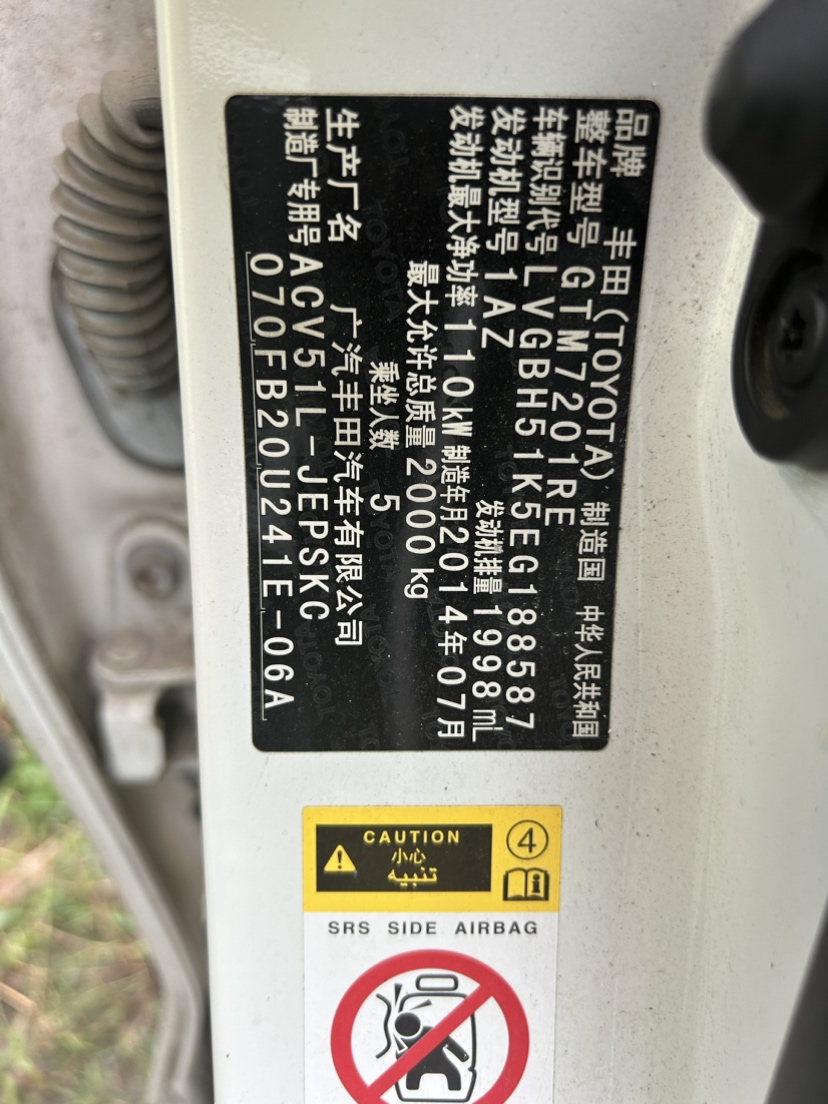 品牌 丰田(TOYOTA) 制造国 中华人民共和国
整车型号 GTM7201RE
车辆识别代号 LVGBH51K5EG188587
发动机型号 1AZ 发动机排量 1998 mL
发动机最大净功率 110kW 制造年月 2014年07月
最大允许总质量 2000 kg
乘坐人数 5
生产厂名 广汽丰田汽车有限公司
制造厂专用号 ACV51L-JEPSKC
070FB20U241E-06A
CAUTION
小心
تنبيه
4
SRS SIDE AIRBAG